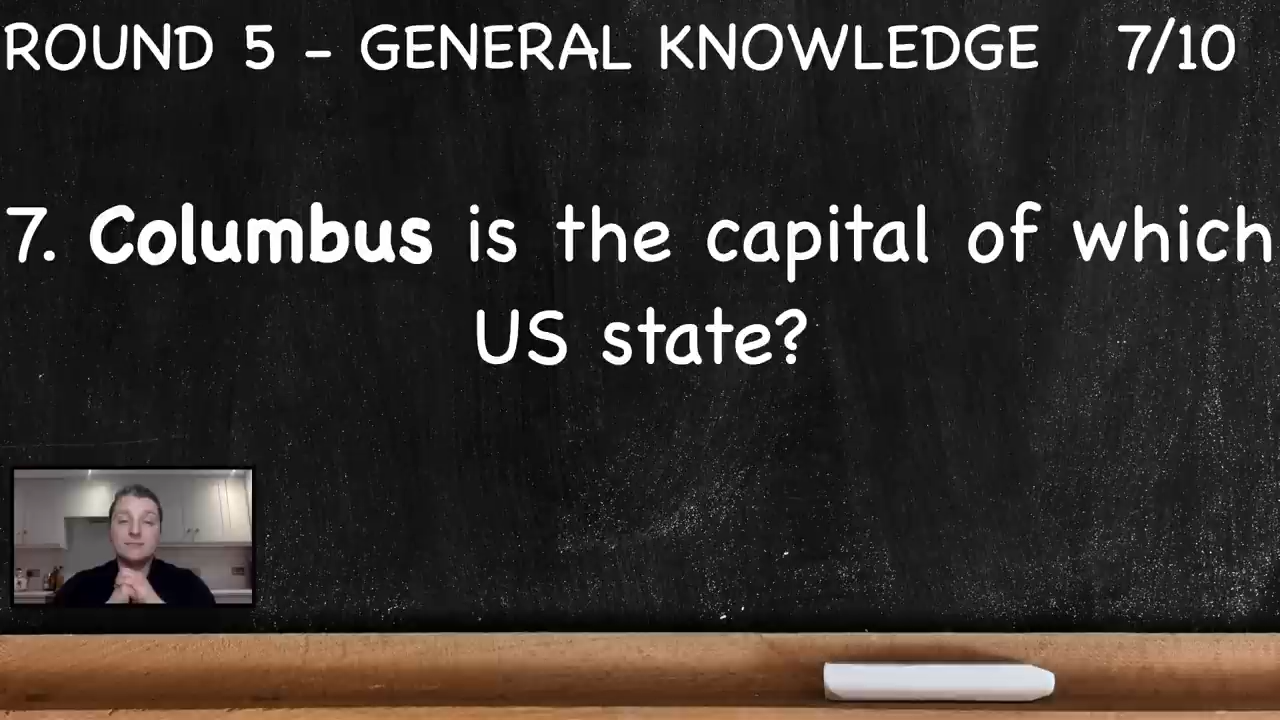 ROUND 5 - GENERAL KNOWLEDGE 7/10
7. Columbus is the capital of which
US state?